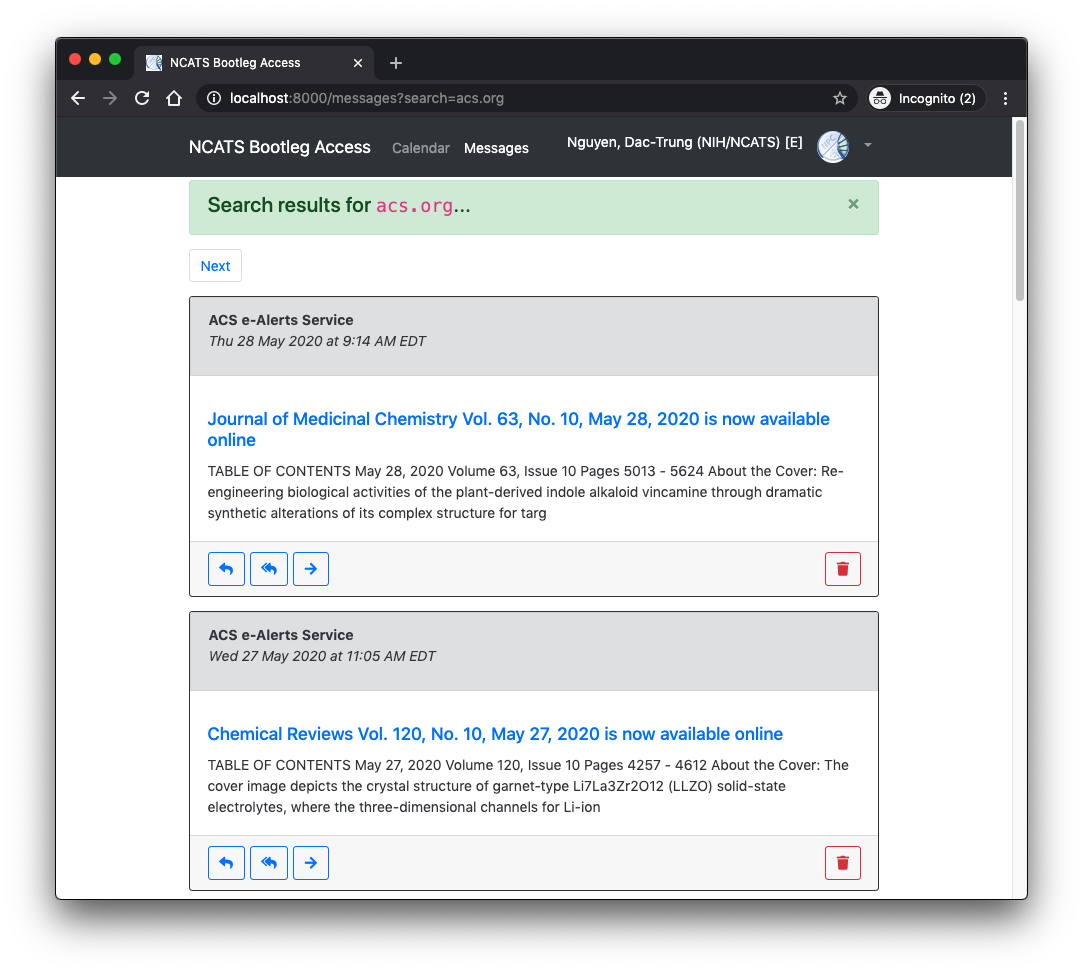 NCATS Bootleg Access
localhost:8000/messages?search=acs.org
Incognito (2)
NCATS Bootleg Access Calendar Messages Nguyen, Dac-Trung (NIH/NCATS) [E]
Search results for acs.org...
×
Next
ACS e-Alerts Service
Thu 28 May 2020 at 9:14 AM EDT
Journal of Medicinal Chemistry Vol. 63, No. 10, May 28, 2020 is now available
online
TABLE OF CONTENTS May 28, 2020 Volume 63, Issue 10 Pages 5013 - 5624 About the Cover: Re-
engineering biological activities of the plant-derived indole alkaloid vincamine through dramatic
synthetic alterations of its complex structure for targ
ACS e-Alerts Service
Wed 27 May 2020 at 11:05 AM EDT
Chemical Reviews Vol. 120, No. 10, May 27, 2020 is now available online
TABLE OF CONTENTS May 27, 2020 Volume 120, Issue 10 Pages 4257 - 4612 About the Cover: The
cover image depicts the crystal structure of garnet-type Li7La3Zr2O12 (LLZO) solid-state
electrolytes, where the three-dimensional channels for Li-ion